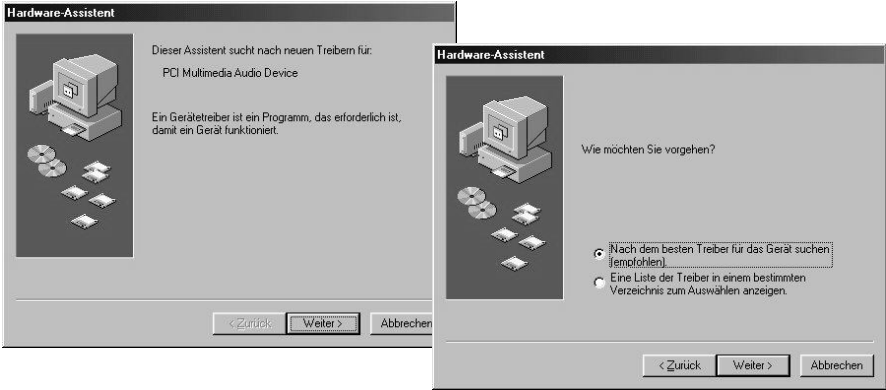 Hardware-Assistent
Dieser Assistent sucht nach neuen Treibern für:
PCI Multimedia Audio Device
Ein Gerätetreiber ist ein Programm, das erforderlich ist,
damit ein Gerät funktioniert.
< Zurück
Weiter >
Abbrechen
Hardware-Assistent
Wie möchten Sie vorgehen?
Nach dem besten Treiber für das Gerät suchen
(empfohlen).
Eine Liste der Treiber in einem bestimmten
Verzeichnis zum Auswählen anzeigen.
< Zurück
Weiter >
Abbrechen